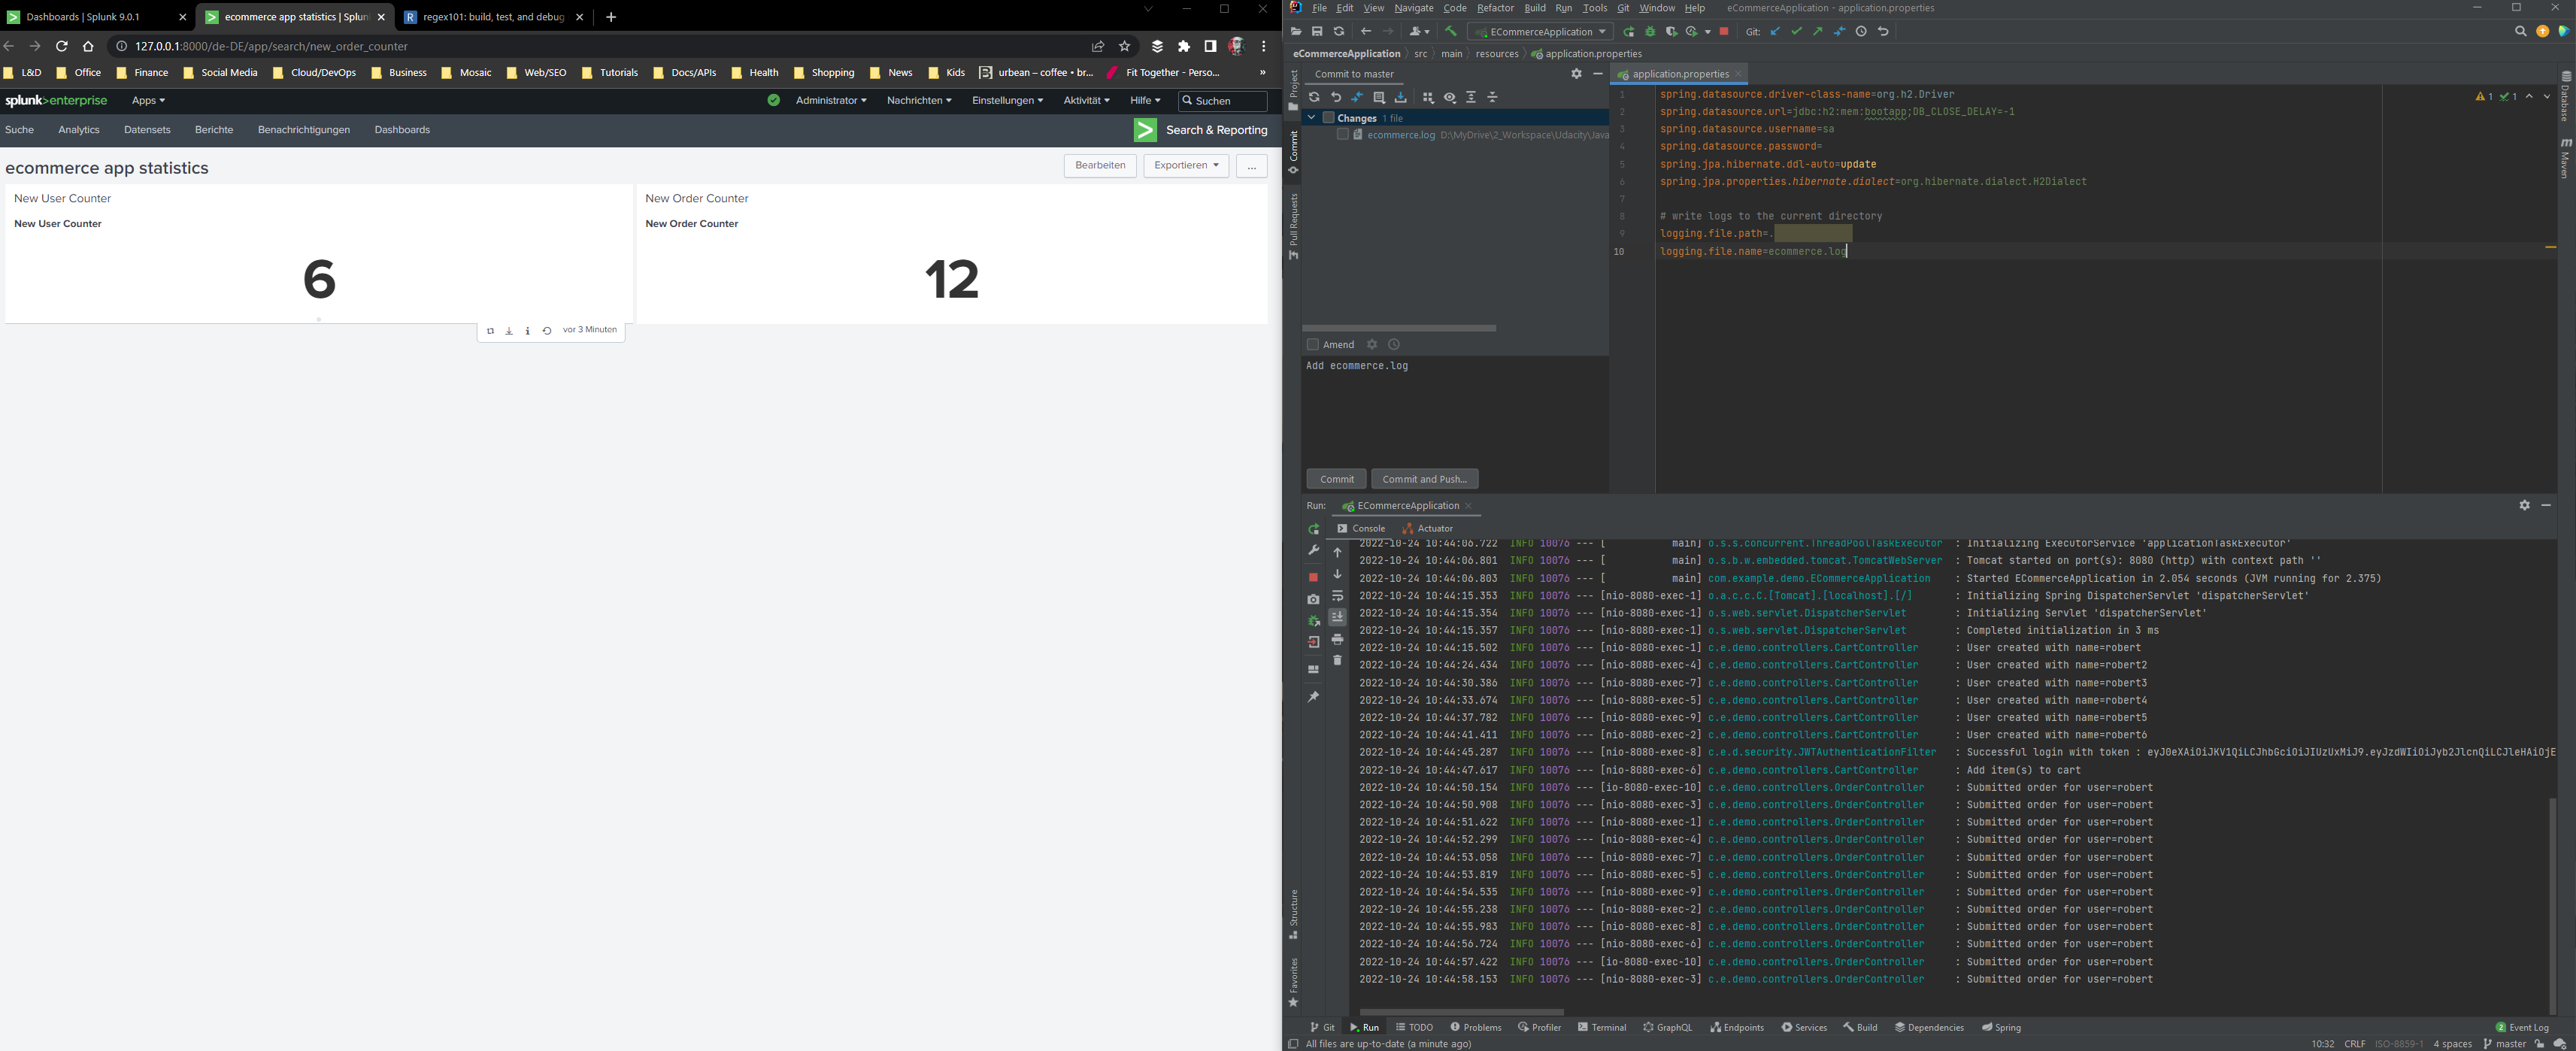 Dashboards | Splunk 9.0.1
ecommerce app statistics | Splunk
regex101: build, test, and debug
127.0.0.1:8000/de-DE/app/search/new_order_counter
L&D Office Finance Social Media Cloud/DevOps Business Mosaic Web/SEO Tutorials Docs/APIs Health Shopping News Kids urbean – coffee • br... Fit Together - Perso... »
splunk>enterprise Apps Administrator Nachrichten Einstellungen Aktivität Hilfe Suchen
Suche Analytics Datensets Berichte Benachrichtigungen Dashboards Search & Reporting
ecommerce app statistics
Bearbeiten Exportieren ...
New User Counter
New User Counter
6
vor 3 Minuten
New Order Counter
New Order Counter
12
File Edit View Navigate Code Refactor Build Run Tools Git Window Help eCommerceApplication - application.properties
ECommerceApplication Git:
eCommerceApplication src main resources application.properties
Project
Commit
Pull Requests
Structure
Favorites
Commit to master
Changes 1 file
ecommerce.log D:\MyDrive\2_Workspace\Udacity\Java
Amend
Add ecommerce.log
Commit Commit and Push...
application.properties
1 spring.datasource.driver-class-name=org.h2.Driver
2 spring.datasource.url=jdbc:h2:mem:bootapp;DB_CLOSE_DELAY=-1
3 spring.datasource.username=sa
4 spring.datasource.password=
5 spring.jpa.hibernate.ddl-auto=update
6 spring.jpa.properties.hibernate.dialect=org.hibernate.dialect.H2Dialect
7
8 # write logs to the current directory
9 logging.file.path=.
10 logging.file.name=ecommerce.log
1 1
Database
Maven
Run: ECommerceApplication
Console Actuator
2022-10-24 10:44:06.722 INFO 10076 --- [ main] o.s.s.concurrent.ThreadPoolTaskExecutor : Initializing ExecutorService 'applicationTaskExecutor'
2022-10-24 10:44:06.801 INFO 10076 --- [ main] o.s.b.w.embedded.tomcat.TomcatWebServer : Tomcat started on port(s): 8080 (http) with context path ''
2022-10-24 10:44:06.803 INFO 10076 --- [ main] com.example.demo.ECommerceApplication : Started ECommerceApplication in 2.054 seconds (JVM running for 2.375)
2022-10-24 10:44:15.353 INFO 10076 --- [nio-8080-exec-1] o.a.c.c.C.[Tomcat].[localhost].[/] : Initializing Spring DispatcherServlet 'dispatcherServlet'
2022-10-24 10:44:15.354 INFO 10076 --- [nio-8080-exec-1] o.s.web.servlet.DispatcherServlet : Initializing Servlet 'dispatcherServlet'
2022-10-24 10:44:15.357 INFO 10076 --- [nio-8080-exec-1] o.s.web.servlet.DispatcherServlet : Completed initialization in 3 ms
2022-10-24 10:44:15.502 INFO 10076 --- [nio-8080-exec-1] c.e.demo.controllers.CartController : User created with name=robert
2022-10-24 10:44:24.434 INFO 10076 --- [nio-8080-exec-4] c.e.demo.controllers.CartController : User created with name=robert2
2022-10-24 10:44:30.386 INFO 10076 --- [nio-8080-exec-7] c.e.demo.controllers.CartController : User created with name=robert3
2022-10-24 10:44:33.674 INFO 10076 --- [nio-8080-exec-5] c.e.demo.controllers.CartController : User created with name=robert4
2022-10-24 10:44:37.782 INFO 10076 --- [nio-8080-exec-9] c.e.demo.controllers.CartController : User created with name=robert5
2022-10-24 10:44:41.411 INFO 10076 --- [nio-8080-exec-2] c.e.demo.controllers.CartController : User created with name=robert6
2022-10-24 10:44:45.287 INFO 10076 --- [nio-8080-exec-8] c.e.d.security.JWTAuthenticationFilter : Successful login with token : eyJ0eXAiOiJKV1QiLCJhbGciOiJIUzUxMiJ9.eyJzdWIiOiJyb2JlcnQiLCJleHAiOjE
2022-10-24 10:44:47.617 INFO 10076 --- [nio-8080-exec-6] c.e.demo.controllers.CartController : Add item(s) to cart
2022-10-24 10:44:50.154 INFO 10076 --- [io-8080-exec-10] c.e.demo.controllers.OrderController : Submitted order for user=robert
2022-10-24 10:44:50.908 INFO 10076 --- [nio-8080-exec-3] c.e.demo.controllers.OrderController : Submitted order for user=robert
2022-10-24 10:44:51.622 INFO 10076 --- [nio-8080-exec-1] c.e.demo.controllers.OrderController : Submitted order for user=robert
2022-10-24 10:44:52.299 INFO 10076 --- [nio-8080-exec-4] c.e.demo.controllers.OrderController : Submitted order for user=robert
2022-10-24 10:44:53.058 INFO 10076 --- [nio-8080-exec-7] c.e.demo.controllers.OrderController : Submitted order for user=robert
2022-10-24 10:44:53.819 INFO 10076 --- [nio-8080-exec-5] c.e.demo.controllers.OrderController : Submitted order for user=robert
2022-10-24 10:44:54.535 INFO 10076 --- [nio-8080-exec-9] c.e.demo.controllers.OrderController : Submitted order for user=robert
2022-10-24 10:44:55.238 INFO 10076 --- [nio-8080-exec-2] c.e.demo.controllers.OrderController : Submitted order for user=robert
2022-10-24 10:44:55.983 INFO 10076 --- [nio-8080-exec-8] c.e.demo.controllers.OrderController : Submitted order for user=robert
2022-10-24 10:44:56.724 INFO 10076 --- [nio-8080-exec-6] c.e.demo.controllers.OrderController : Submitted order for user=robert
2022-10-24 10:44:57.422 INFO 10076 --- [io-8080-exec-10] c.e.demo.controllers.OrderController : Submitted order for user=robert
2022-10-24 10:44:58.153 INFO 10076 --- [nio-8080-exec-3] c.e.demo.controllers.OrderController : Submitted order for user=robert
Git Run TODO Problems Profiler Terminal GraphQL Endpoints Services Build Dependencies Spring 2 Event Log
All files are up-to-date (a minute ago) 10:32 CRLF ISO-8859-1 4 spaces master